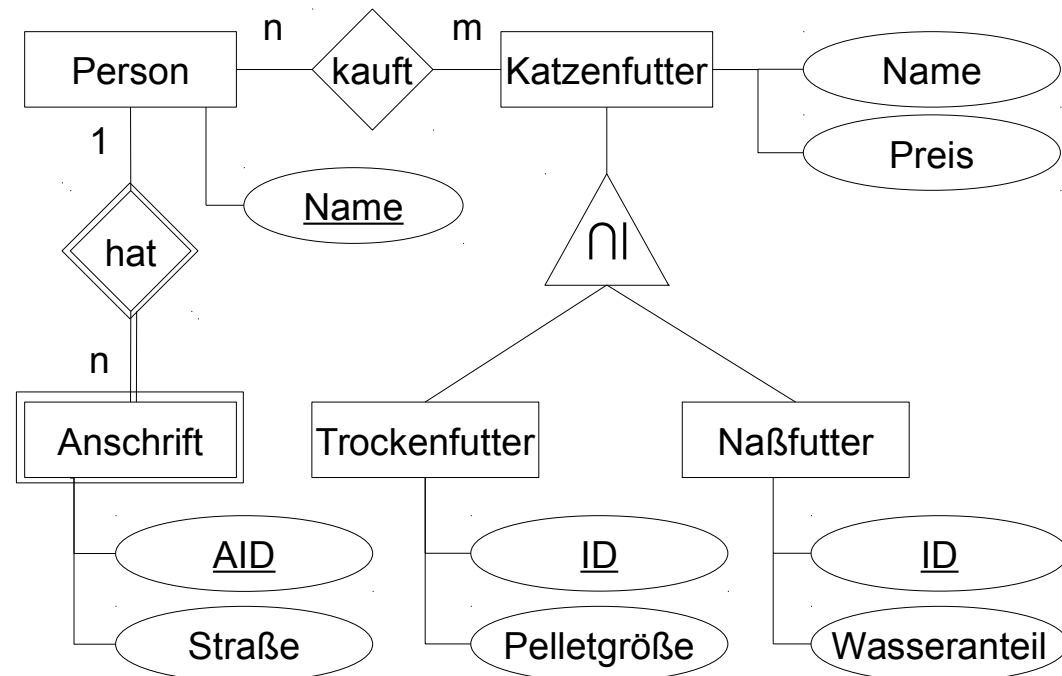 n
m
Person
kauft
Katzenfutter
Name
1
Preis
Name
hat
⋂I
n
Anschrift
Trockenfutter
Naßfutter
AID
ID
ID
Straße
Pelletgröße
Wasseranteil